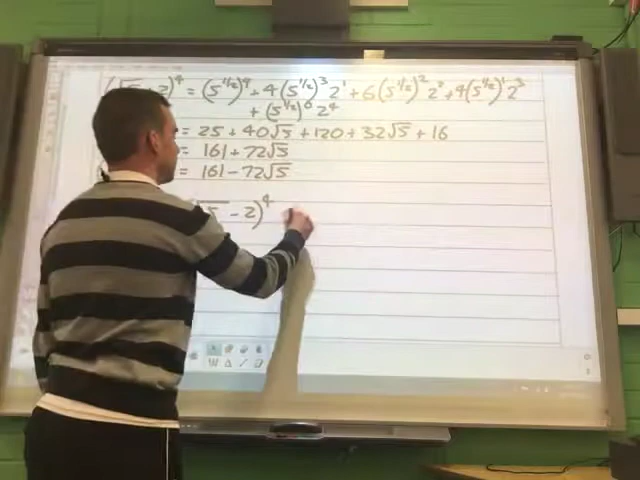 2)⁴ = (5^(1/2))⁴ + 4(5^(1/2))³ 2¹ + 6(5^(1/2))² 2² + 4(5^(1/2))¹ 2³
+ (5^(1/2))⁰ 2⁴
= 25 + 40√5 + 120 + 32√5 + 16
= 161 + 72√5
= 161 - 72√5
√5 - 2)⁴